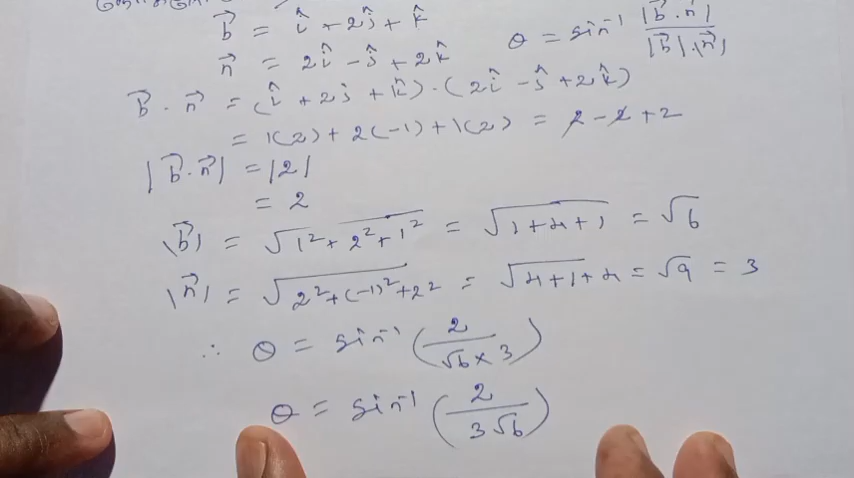 b⃗ = î + 2ĵ + k̂
n⃗ = 2î - ĵ + 2k̂
θ = sin⁻¹ |b⃗ . n⃗| / |b⃗| . |n⃗|
b⃗ . n⃗ = (î + 2ĵ + k̂) . (2î - ĵ + 2k̂)
= 1(2) + 2(-1) + 1(2) = 2 - 2 + 2
|b⃗ . n⃗| = |2|
= 2
|b⃗| = √1² + 2² + 1² = √1+4+1 = √6
|n⃗| = √2² + (-1)² + 2² = √4+1+4 = √9 = 3
∴ θ = sin⁻¹ (2 / √6 × 3)
θ = sin⁻¹ (2 / 3√6)